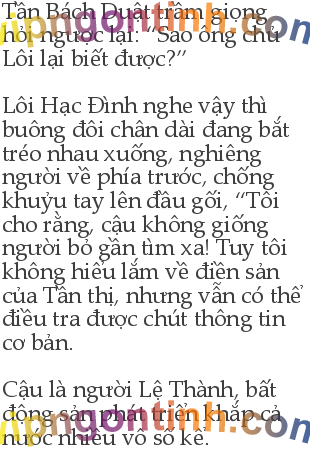 Tần Bách Duật trầm giọng
hỏi ngược lại: “Sao ông chủ
Lôi lại biết được?”
Lôi Hạc Đình nghe vậy thì
buông đôi chân dài đang bắt
tréo nhau xuống, nghiêng
người về phía trước, chống
khuỷu tay lên đầu gối, “Tôi
cho rằng, cậu không giống
người bỏ gần tìm xa! Tuy tôi
không hiểu lắm về điền sản
của Tần thị, nhưng vẫn có thể
điều tra được chút thông tin
cơ bản.
Cậu là người Lệ Thành, bất
động sản phát triển khắp cả
nước nhiều vô số kể.
vipngontinh.com
vipngontinh.com